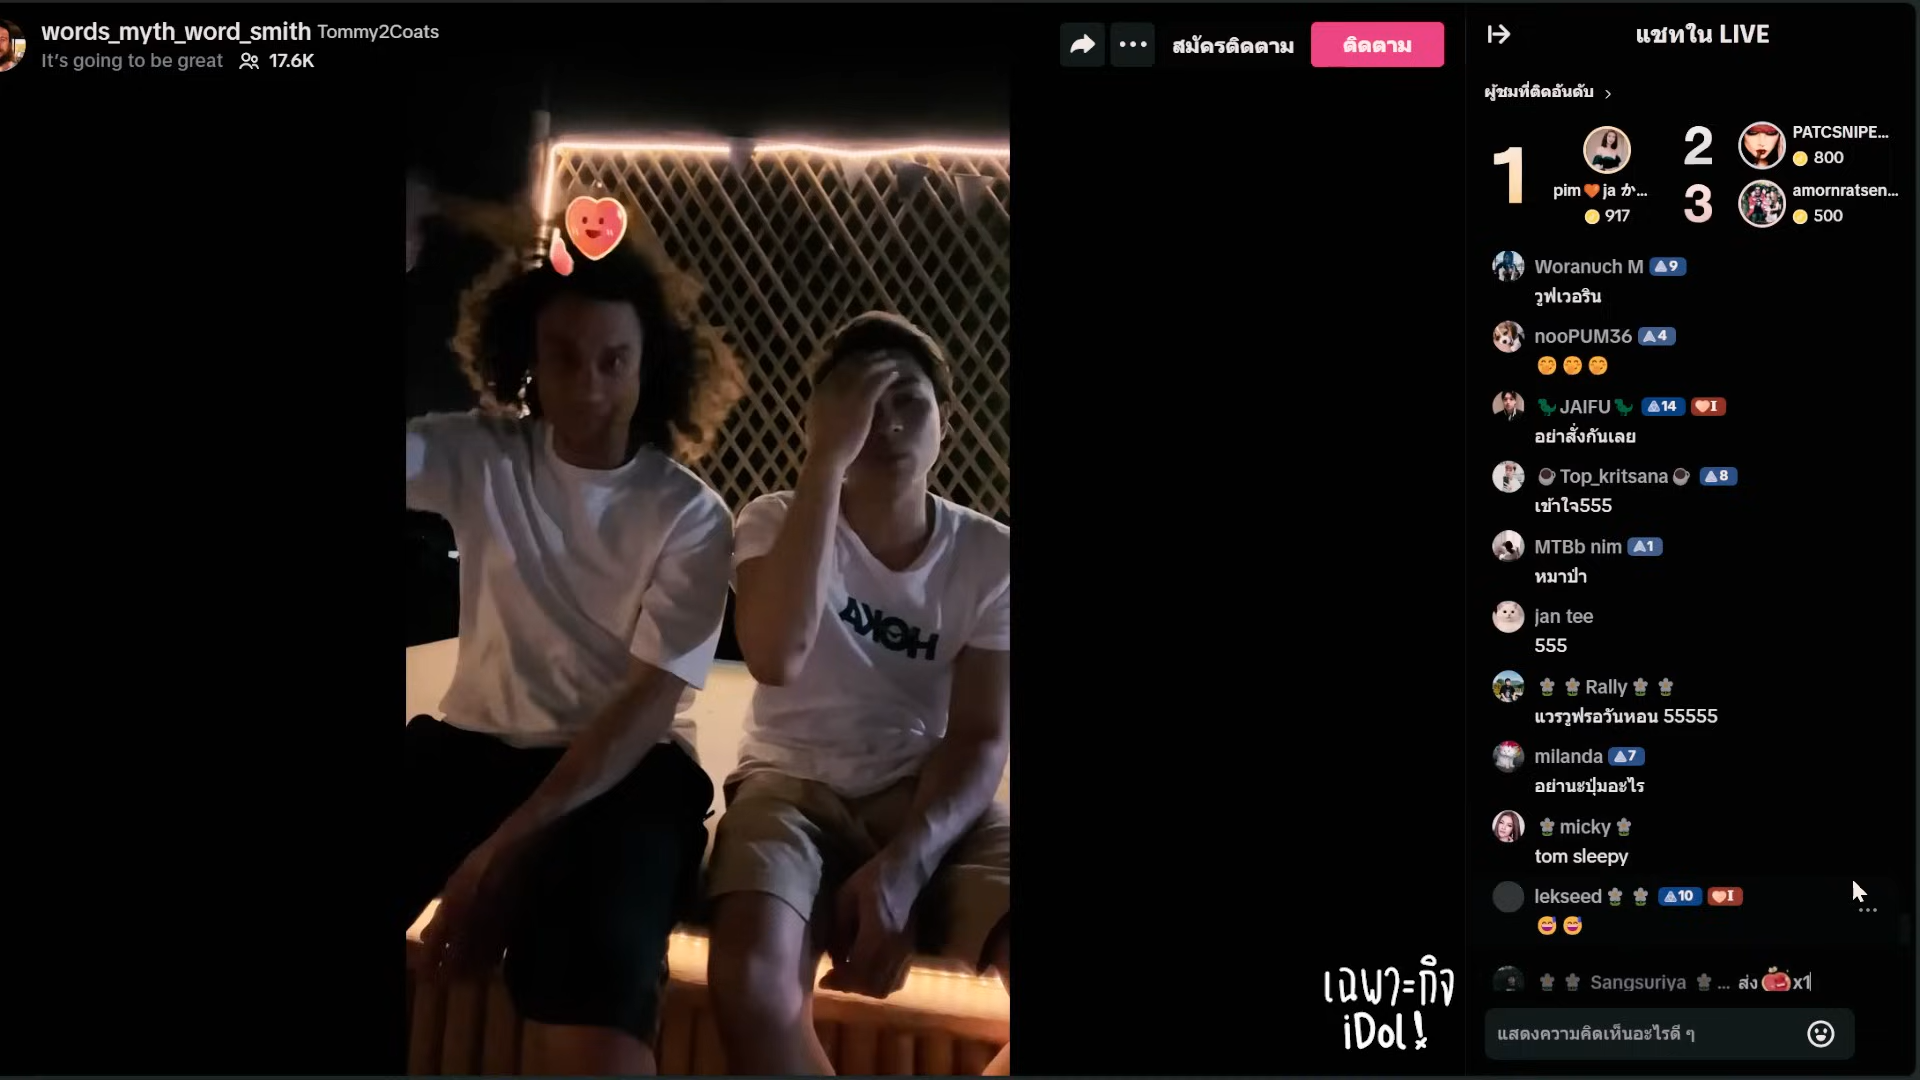 words_myth_word_smith Tommy2Coats
It's going to be great 17.6K
สมัครติดตาม
ติดตาม
แชทใน LIVE
ผู้ชมที่ติดอันดับ
1
pim ja か...
917
2
PATCSNIPE...
800
3
amornratsen...
500
Woranuch M 9
วูฟเวอรีน
nooPUM36 4
JAIFU 14 I
อย่าสั่งกันเลย
Top_kritsana 8
เข้าใจ555
MTBb nim 1
หมาป่า
jan tee
555
Rally
แวรวูฟรอวันหอน 55555
milanda 7
อย่านะปุ่มอะไร
micky
tom sleepy
lekseed 10 I
Sangsuriya ... ส่ง x1
แสดงความคิดเห็นอะไรดี ๆ
HOKA
เฉพาะกิจ
iDol!